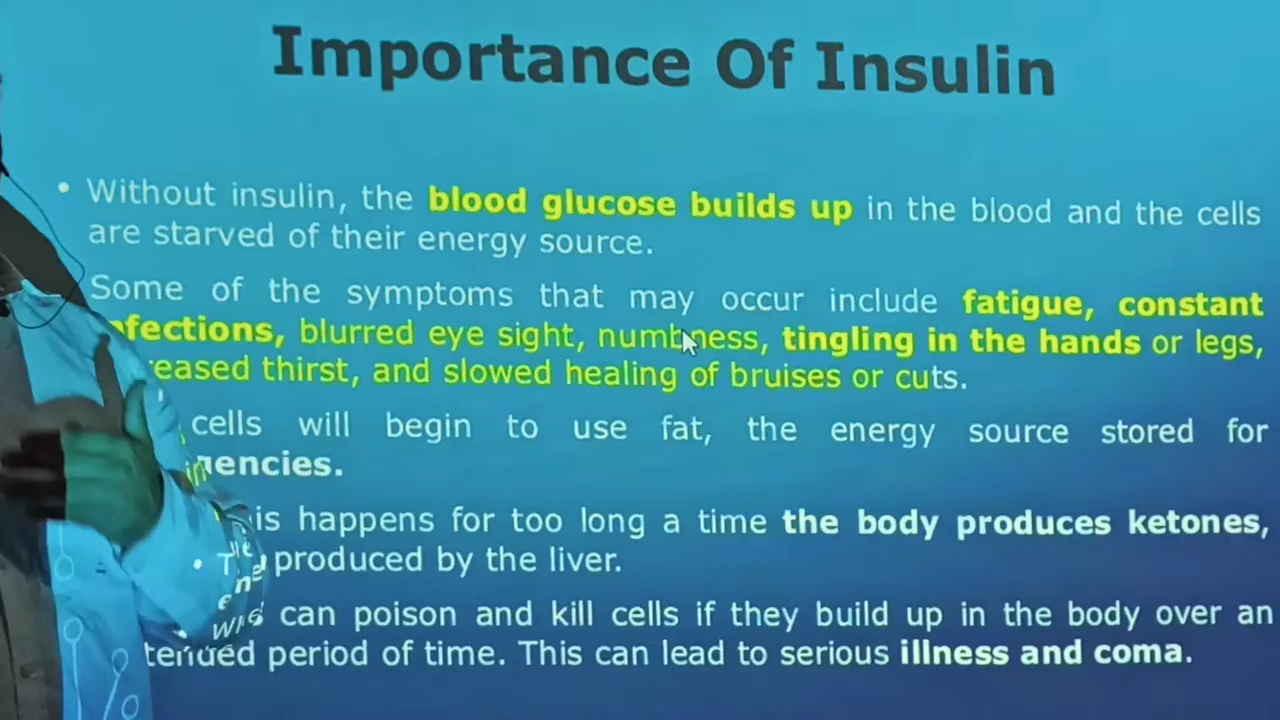 Importance Of Insulin
• Without insulin, the blood glucose builds up in the blood and the cells
are starved of their energy source.
Some of the symptoms that may occur include fatigue, constant
fections, blurred eye sight, numbness, tingling in the hands or legs,
reased thirst, and slowed healing of bruises or cuts.
cells will begin to use fat, the energy source stored for
gencies.
is happens for too long a time the body produces ketones,
produced by the liver.
can poison and kill cells if they build up in the body over an
tended period of time. This can lead to serious illness and coma.